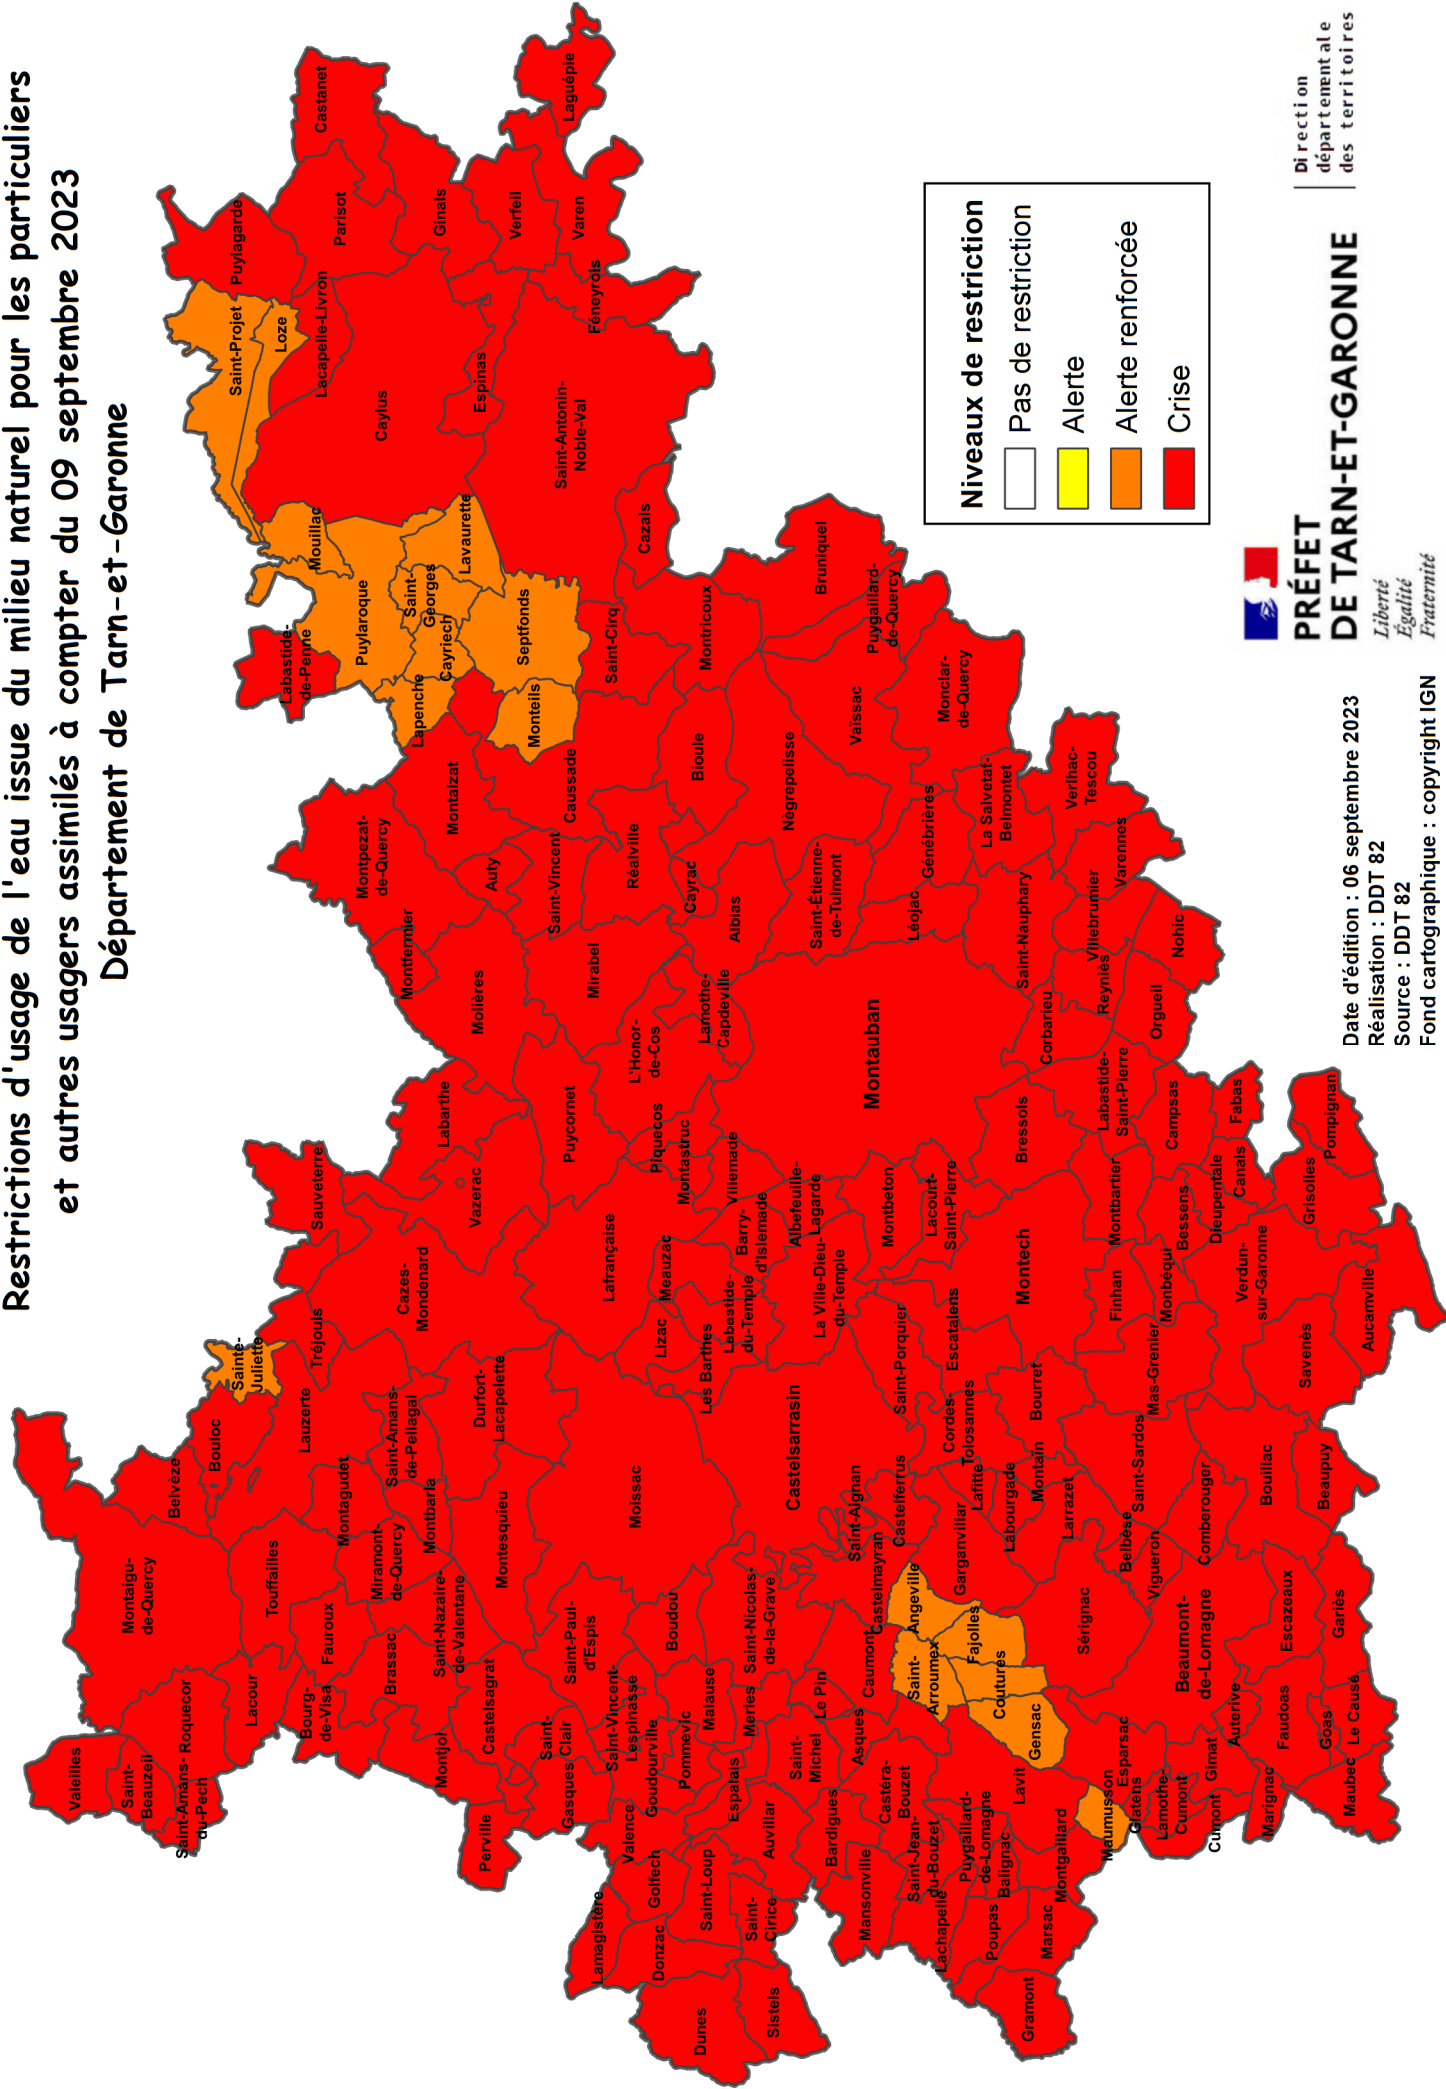 Restrictions d'usage de l'eau issue du milieu naturel pour les particuliers
et autres usagers assimilés à compter du 09 septembre 2023
Département de Tarn-et-Garonne
Castanet
Laguépie
Puylagarde
Parisot
Ginals
Verfeil
Varen
Féneyrols
Saint-Projet
Loze
Lacapelle-Livron
Caylus
Espinas
Saint-Antonin-
Noble-Val
Mouillac
Lavaurette
Saint-
Georges
Puylaroque
Cayriech
Septfonds
Cazals
Saint-Cirq
Labastide-
de-Penne
Lapenche
Monteils
Montricoux
Bruniquel
Puygaillard-
de-Quercy
Monclar-
de-Quercy
Vaïssac
Bioule
Caussade
Montalzat
Nègrepelisse
Montpezat-
de-Quercy
Auty
Saint-Vincent
Réalville
Cayrac
Albias
Saint-Étienne-
de-Tulmont
Génébrières
Léojac
La Salvetat-
Belmontet
Verlhac-
Tescou
Varennes
Villebrumier
Saint-Nauphary
Nohic
Reyniès
Orgueil
Corbarieu
Montfermier
Molières
Mirabel
L'Honor-
de-Cos
Lamothe-
Capdeville
Montauban
Labarthe
Puycornet
Piquecos
Montastruc
Villemade
Bressols
Labastide-
Saint-Pierre
Campsas
Fabas
Pompignan
Canals
Dieupentale
Grisolles
Bessens
Montbartier
Sauveterre
Vazerac
Lafrançaise
Meauzac
Barry-
d'Islemade
Albefeuille-
Lagarde
Montbeton
Lacourt-
Saint-Pierre
La Ville-Dieu-
du-Temple
Labastide-
du-Temple
Montech
Finhan
Monbéqui
Verdun-
sur-Garonne
Aucamville
Savenès
Cazes-
Mondenard
Tréjouls
Sainte-
Juliette
Lizac
Les Barthes
Escatalens
Saint-Porquier
Mas-Grenier
Bourret
Cordes-
Tolosannes
Castelsarrasin
Durfort-
Lacapelette
Lauzerte
Saint-Amans-
de-Pellagal
Bouloc
Belvèze
Montagudet
Montbarla
Montesquieu
Moissac
Saint-Aignan
Castelferrus
Lafitte
Labourgade
Montaïn
Larrazet
Saint-Sardos
Bouillac
Beaupuy
Comberouger
Belbèse
Vigueron
Garganvillar
Castelmayran
Angeville
Fajolles
Sérignac
Beaumont-
de-Lomagne
Escazeaux
Gariès
Montaigu-
de-Quercy
Touffailles
Miramont-
de-Quercy
Fauroux
Brassac
Saint-Nazaire-
de-Valentane
Saint-Paul-
d'Espis
Boudou
Saint-Nicolas-
de-la-Grave
Caumont
Saint-
Arroumex
Coutures
Gensac
Roquecor
Lacour
Bourg-
de-Visa
Castelsagrat
Montjoi
Saint-
Clair
Saint-Vincent-
Lespinasse
Malause
Merles
Le Pin
Goudourville
Pommevic
Espalais
Saint-
Michel
Asques
Castéra-
Bouzet
Lavit
Esparsac
Auterive
Faudoas
Goas
Le Causé
Gimat
Valeilles
Saint-
Beauzeil
Saint-Amans-
du-Pech
Perville
Gasques
Valence
Golfech
Saint-Loup
Auvillar
Bardigues
Mansonville
Saint-Jean-
du-Bouzet
Puygaillard-
de-Lomagne
Balignac
Montgaillard
Maumusson
Glatens
Lamothe-
Cumont
Cumont
Marignac
Maubec
Lamagistère
Donzac
Dunes
Sistels
Saint-
Cirice
Lachapelle
Poupas
Marsac
Gramont
Niveaux de restriction
Pas de restriction
Alerte
Alerte renforcée
Crise
PRÉFET
DE TARN-ET-GARONNE
Liberté
Égalité
Fraternité
Direction
départementale
des territoires
Date d'édition : 06 septembre 2023
Réalisation : DDT 82
Source : DDT 82
Fond cartographique : copyright IGN